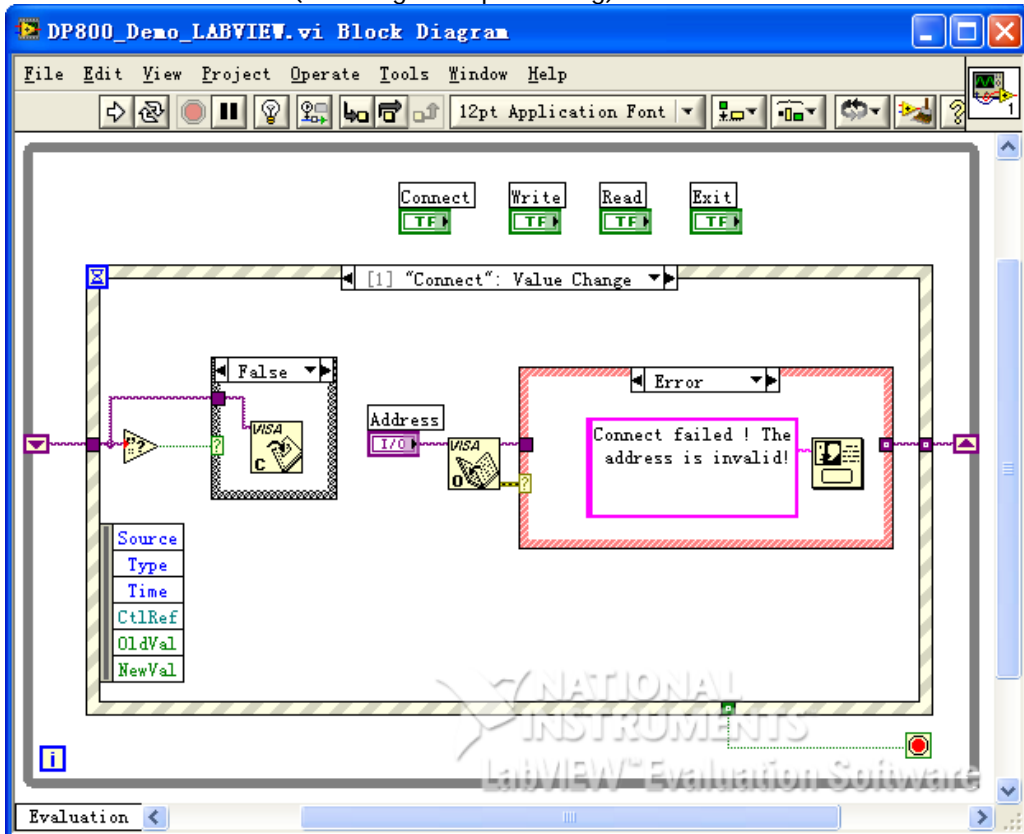 DP800_Demo_LABVIEW.vi Block Diagram
File Edit View Project Operate Tools Window Help
12pt Application Font
1
Connect Write Read Exit
TF TF TF TF
[1] "Connect": Value Change
False
Error
Address
I/O
VISA
C
VISA
O
Connect failed ! The
address is invalid!
Source
Type
Time
CtlRef
OldVal
NewVal
NATIONAL
INSTRUMENTS
LabVIEW™ Evaluation Software
i
Evaluation